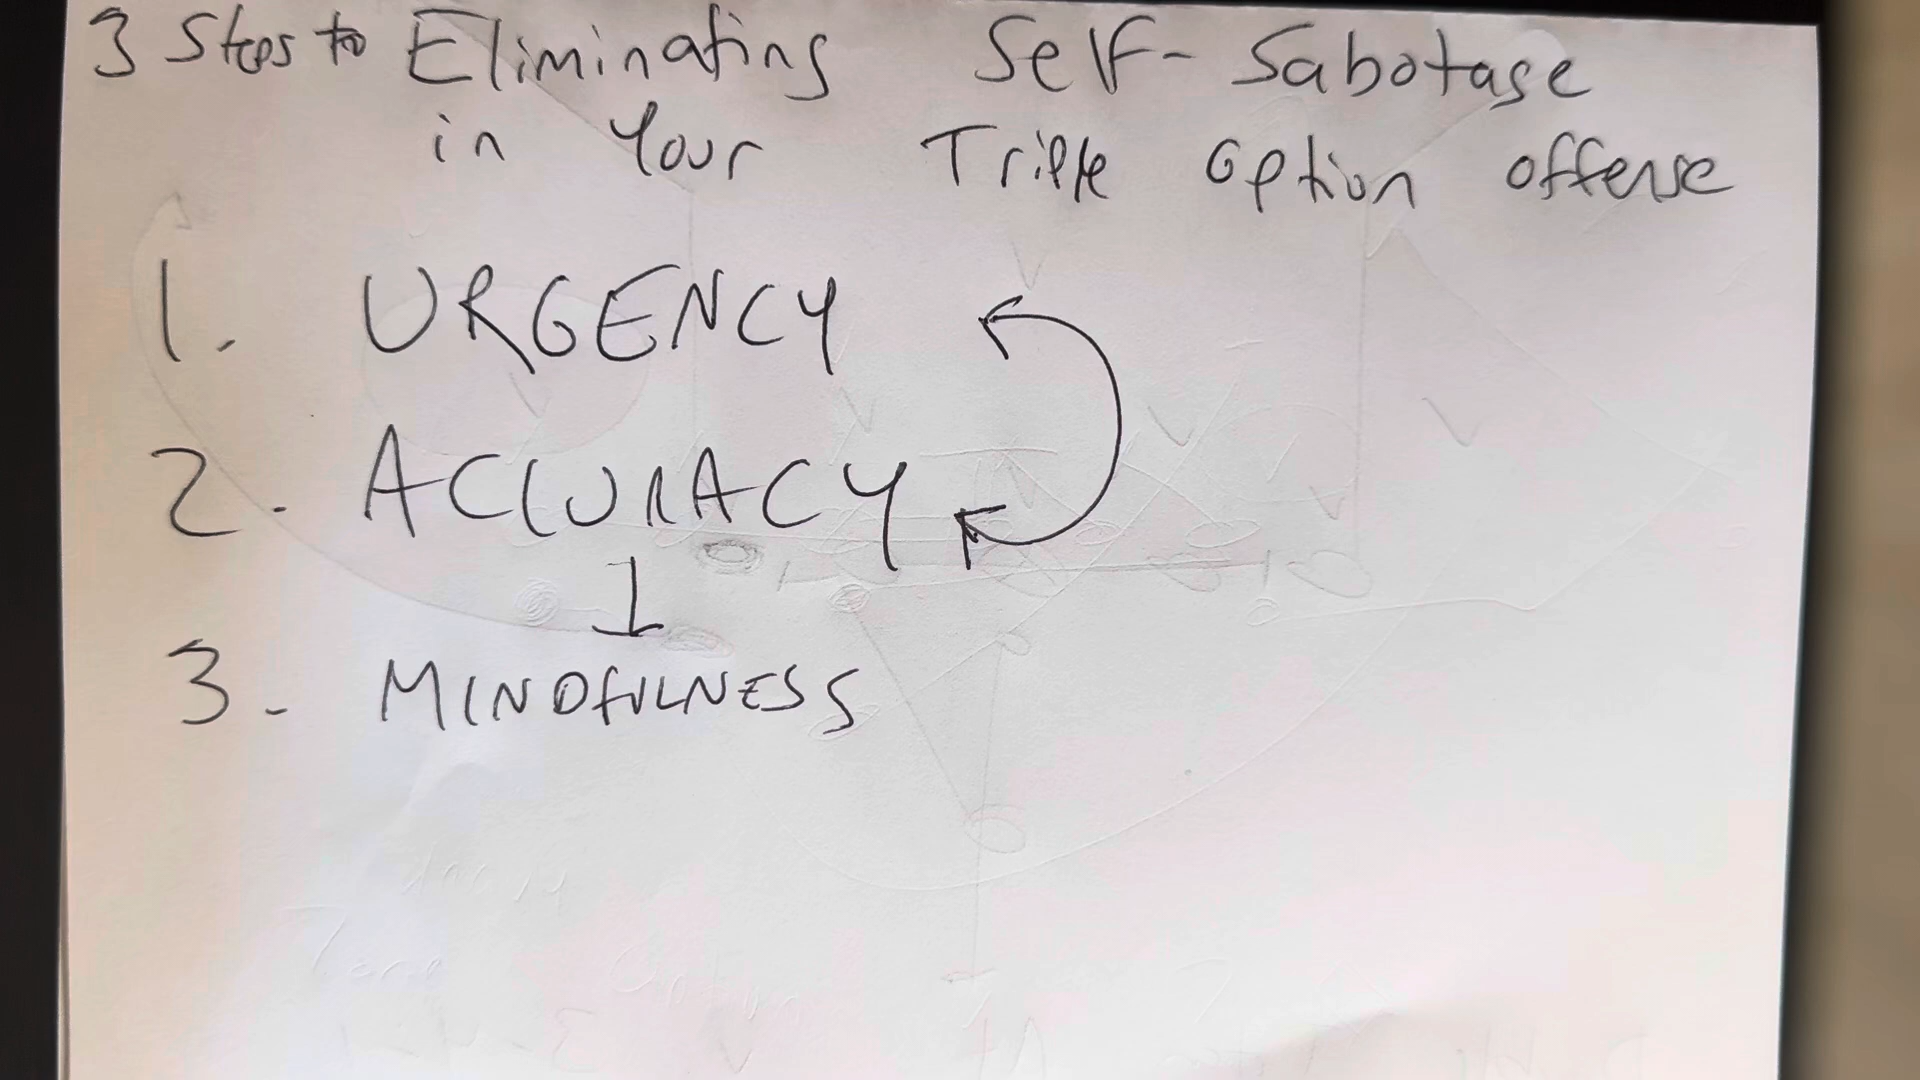 3 Steps to Eliminating Self-Sabotage
in Your Triple Option Offense
1. URGENCY
2. ACCURACY
3. MINDFULNESS